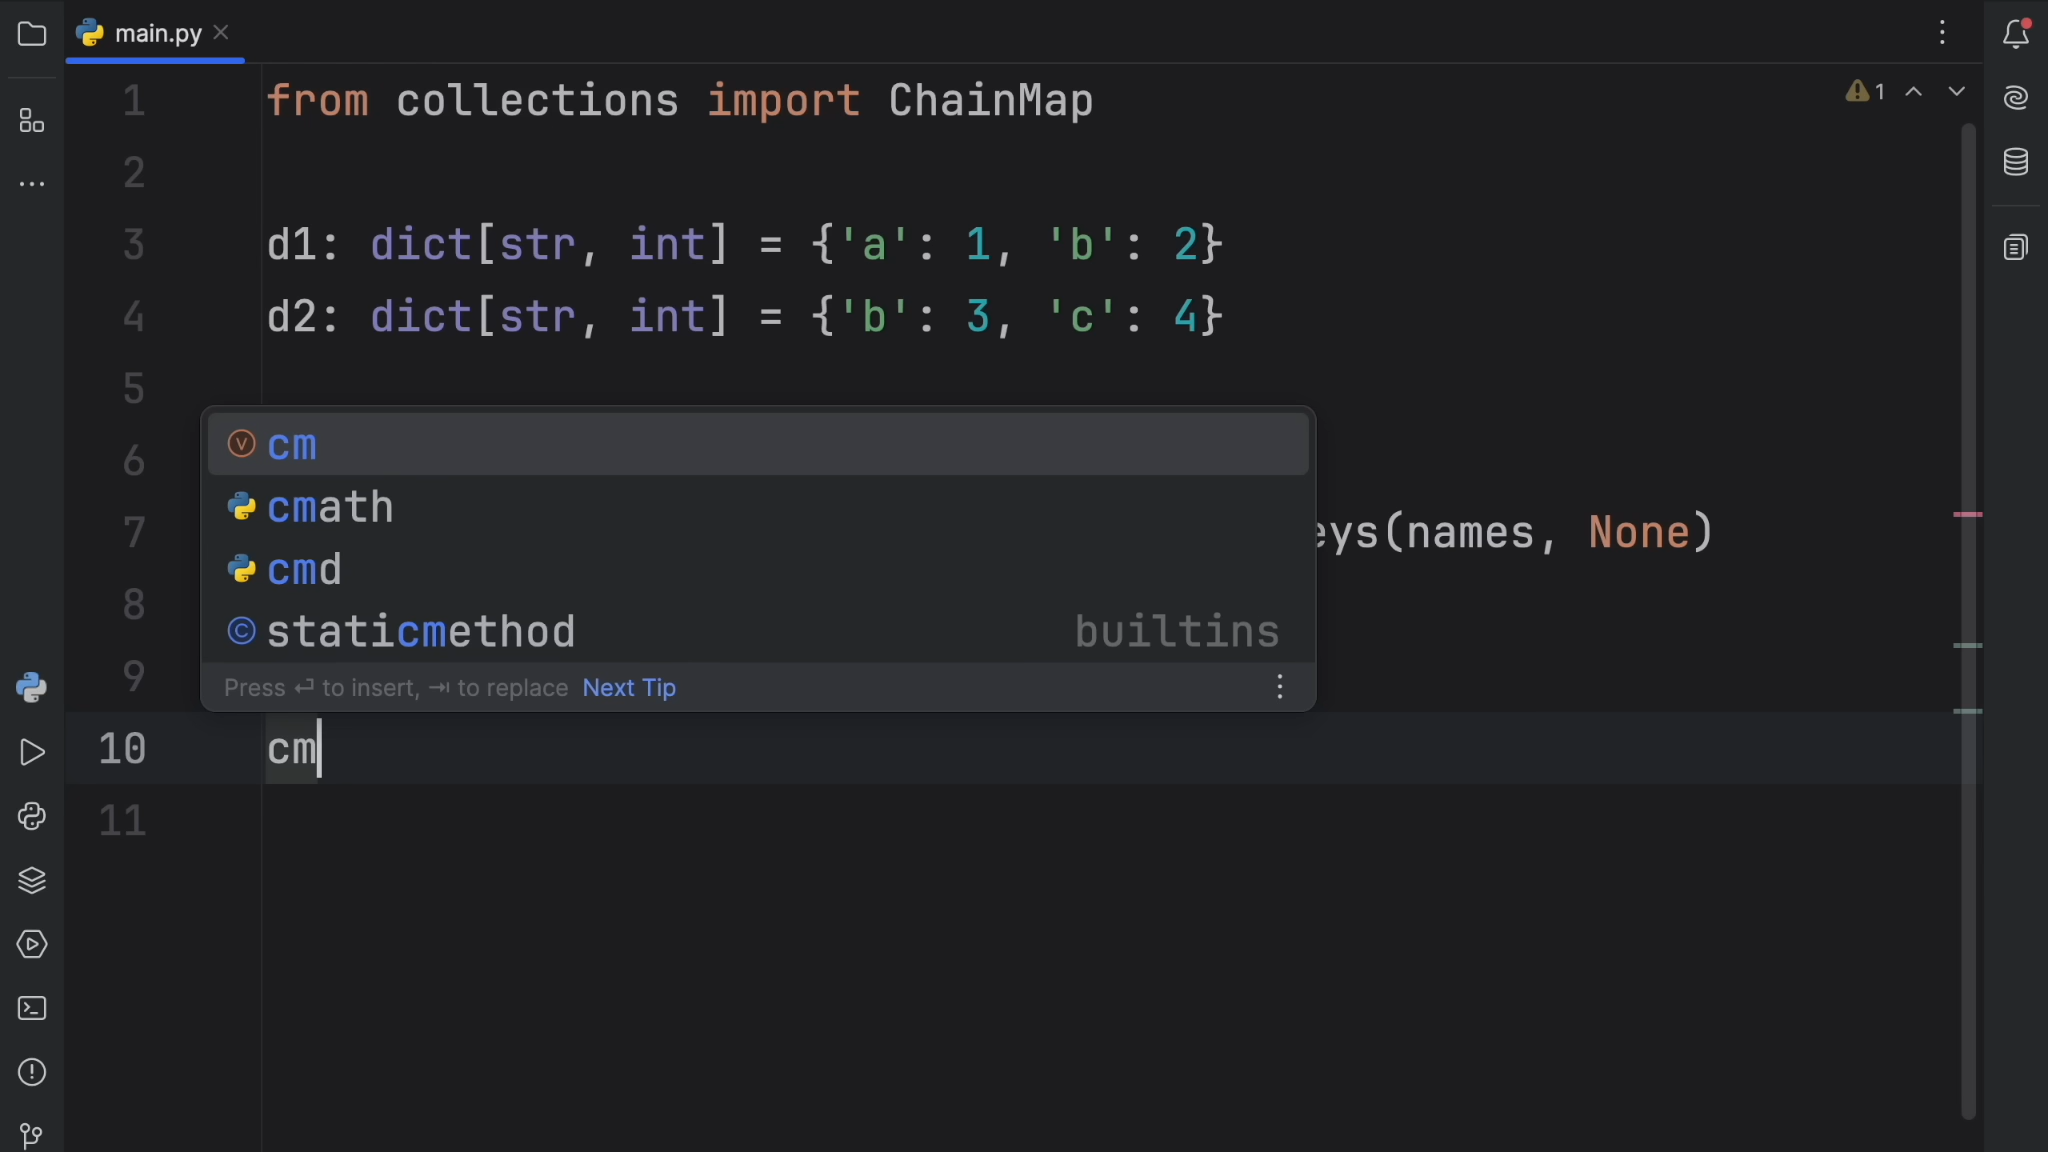 main.py
1 from collections import ChainMap
1
2
3 d1: dict[str, int] = {'a': 1, 'b': 2}
4 d2: dict[str, int] = {'b': 3, 'c': 4}
5
6 cm
cmath
7 eys(names, None)
cmd
8
staticmethod builtins
9
Press ↵ to insert, ⇥ to replace Next Tip
10 cm
11